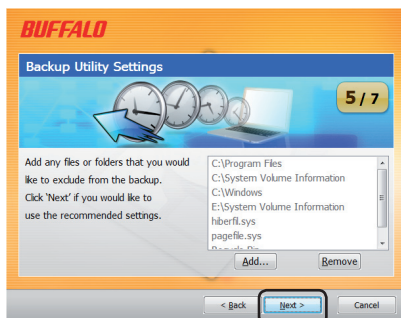 BUFFALO
Backup Utility Settings
5/7
Add any files or folders that you would
like to exclude from the backup.
Click 'Next' if you would like to
use the recommended settings.
C:\Program Files
C:\System Volume Information
C:\Windows
E:\System Volume Information
hiberfil.sys
pagefile.sys
Add...
Remove
< Back
Next >
Cancel